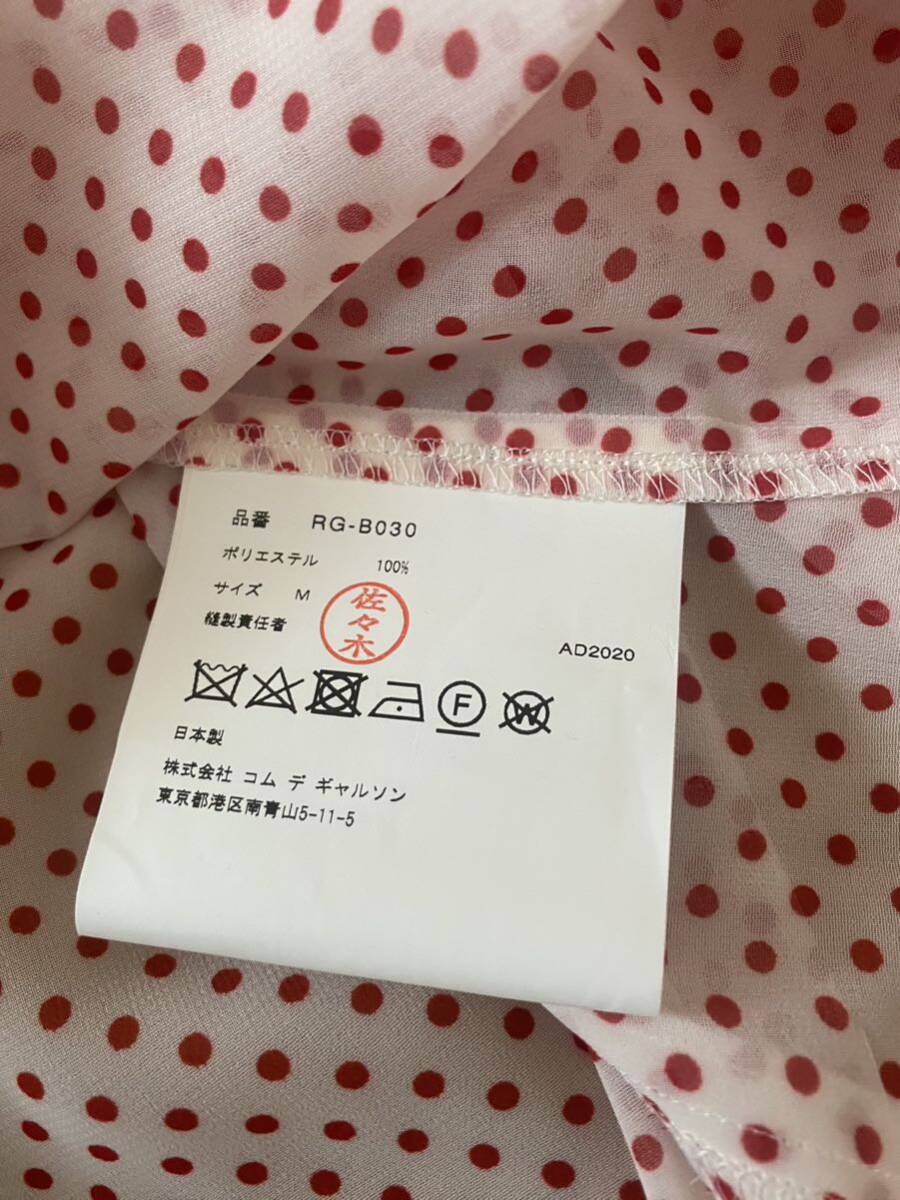 品番 RG-B030
ポリエステル 100%
サイズ M
縫製責任者 佐々木
AD2020
F W
日本製
株式会社 コム デ ギャルソン
東京都港区南青山5-11-5